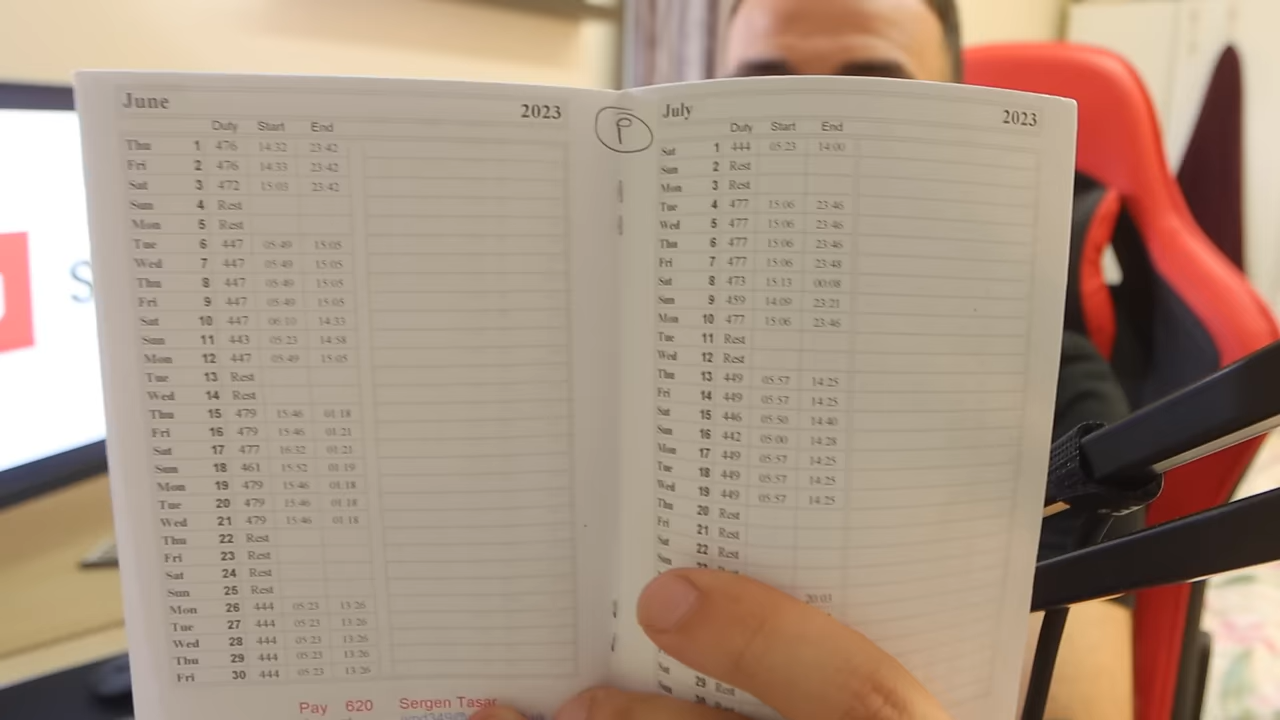 June 2023
Duty Start End
Thu 1 476 14:32 23:42
Fri 2 476 14:33 23:42
Sat 3 472 15:03 23:42
Sun 4 Rest
Mon 5 Rest
Tue 6 447 05:49 15:05
Wed 7 447 05:49 15:05
Thu 8 447 05:49 15:05
Fri 9 447 05:49 15:05
Sat 10 447 06:10 14:33
Sun 11 443 05:23 14:58
Mon 12 447 05:49 15:05
Tue 13 Rest
Wed 14 Rest
Thu 15 479 15:46 01:18
Fri 16 479 15:46 01:21
Sat 17 477 16:32 01:21
Sun 18 461 15:52 01:19
Mon 19 479 15:46 01:18
Tue 20 479 15:46 01:18
Wed 21 479 15:46 01:18
Thu 22 Rest
Fri 23 Rest
Sat 24 Rest
Sun 25 Rest
Mon 26 444 05:23 13:26
Tue 27 444 05:23 13:26
Wed 28 444 05:23 13:26
Thu 29 444 05:23 13:26
Fri 30 444 05:23 13:26
Pay 620 Sergen Tasar
P
July 2023
Duty Start End
Sat 1 444 05:23 14:00
Sun 2 Rest
Mon 3 Rest
Tue 4 477 15:06 23:46
Wed 5 477 15:06 23:46
Thu 6 477 15:06 23:46
Fri 7 477 15:06 23:48
Sat 8 473 15:13 00:08
Sun 9 459 14:09 23:21
Mon 10 477 15:06 23:46
Tue 11 Rest
Wed 12 Rest
Thu 13 449 05:57 14:25
Fri 14 449 05:57 14:25
Sat 15 446 05:50 14:40
Sun 16 442 05:00 14:28
Mon 17 449 05:57 14:25
Tue 18 449 05:57 14:25
Wed 19 449 05:57 14:25
Thu 20 Rest
Fri 21 Rest
Sat 22 Rest
Sun
20:03
Sat 29 Rest
Sun 30
S